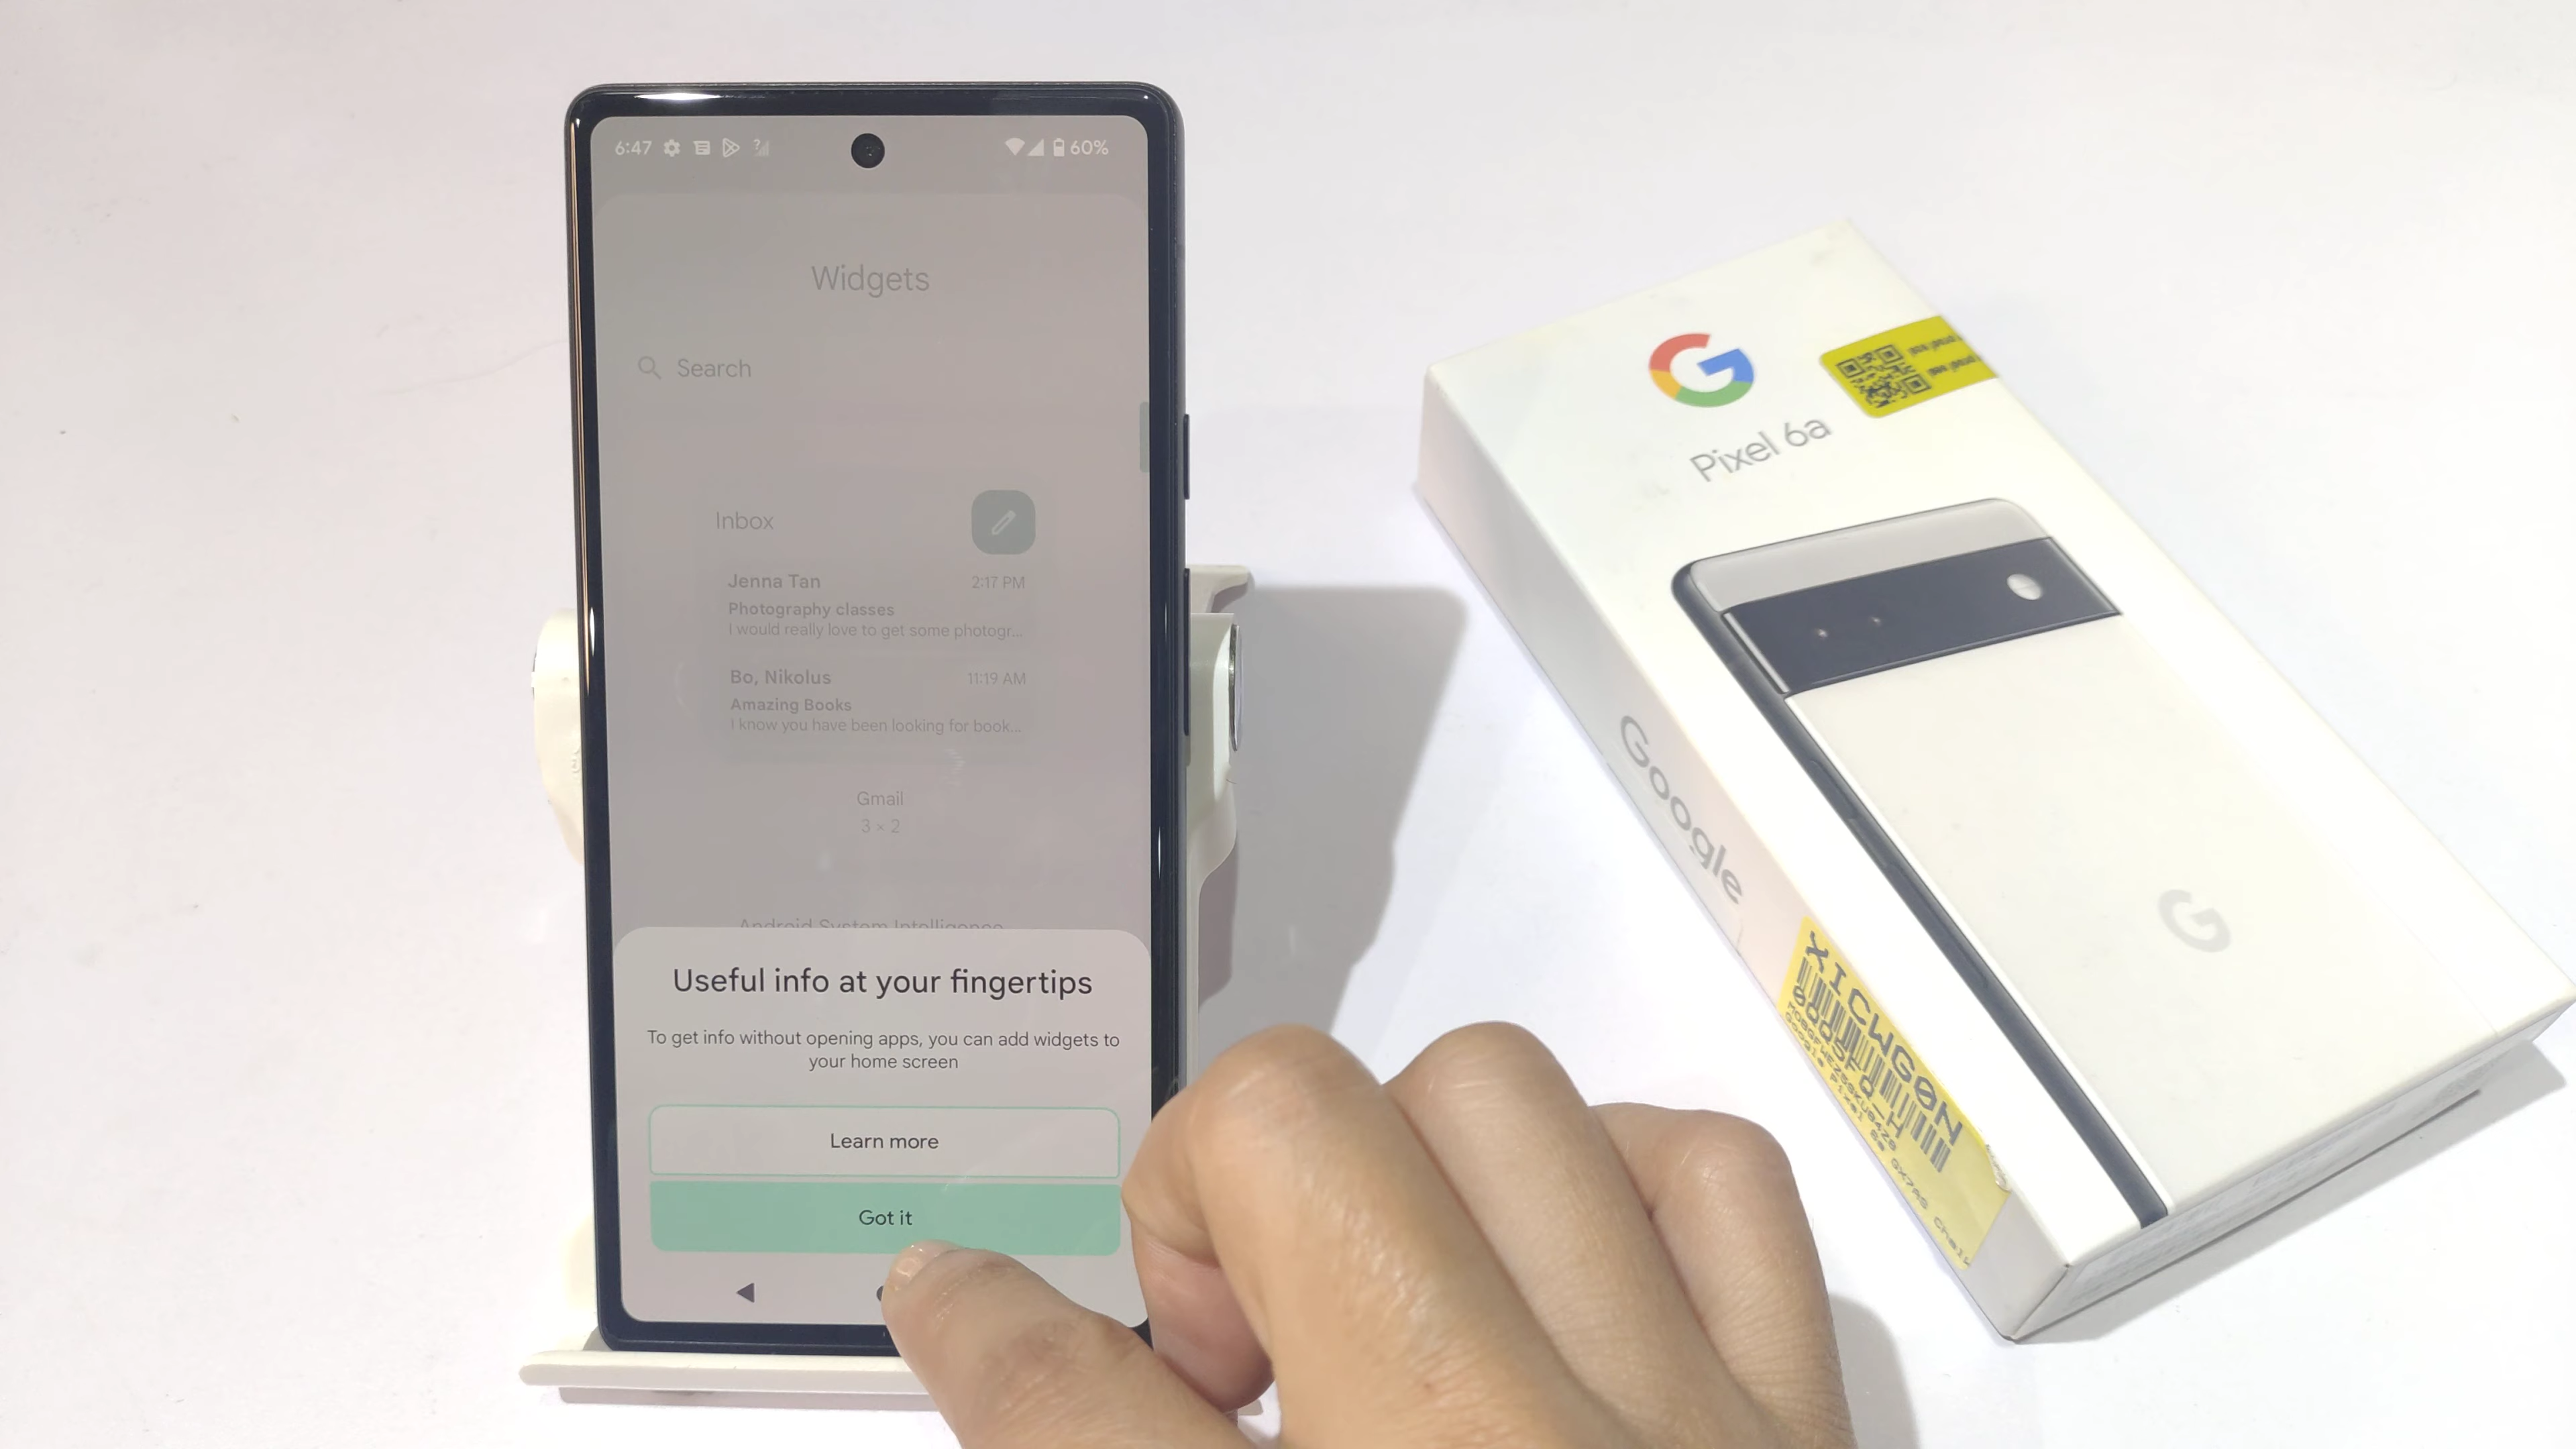 6:47
60%
Widgets
Search
Inbox
Jenna Tan 2:17 PM
Photography classes
I would really love to get some photogr...
Bo, Nikolus 11:19 AM
Amazing Books
I know you have been looking for book...
Gmail
3 × 2
Android System Intelligence
Useful info at your fingertips
To get info without opening apps, you can add widgets to
your home screen
Learn more
Got it
Pixel 6a
Google
XICWG0N